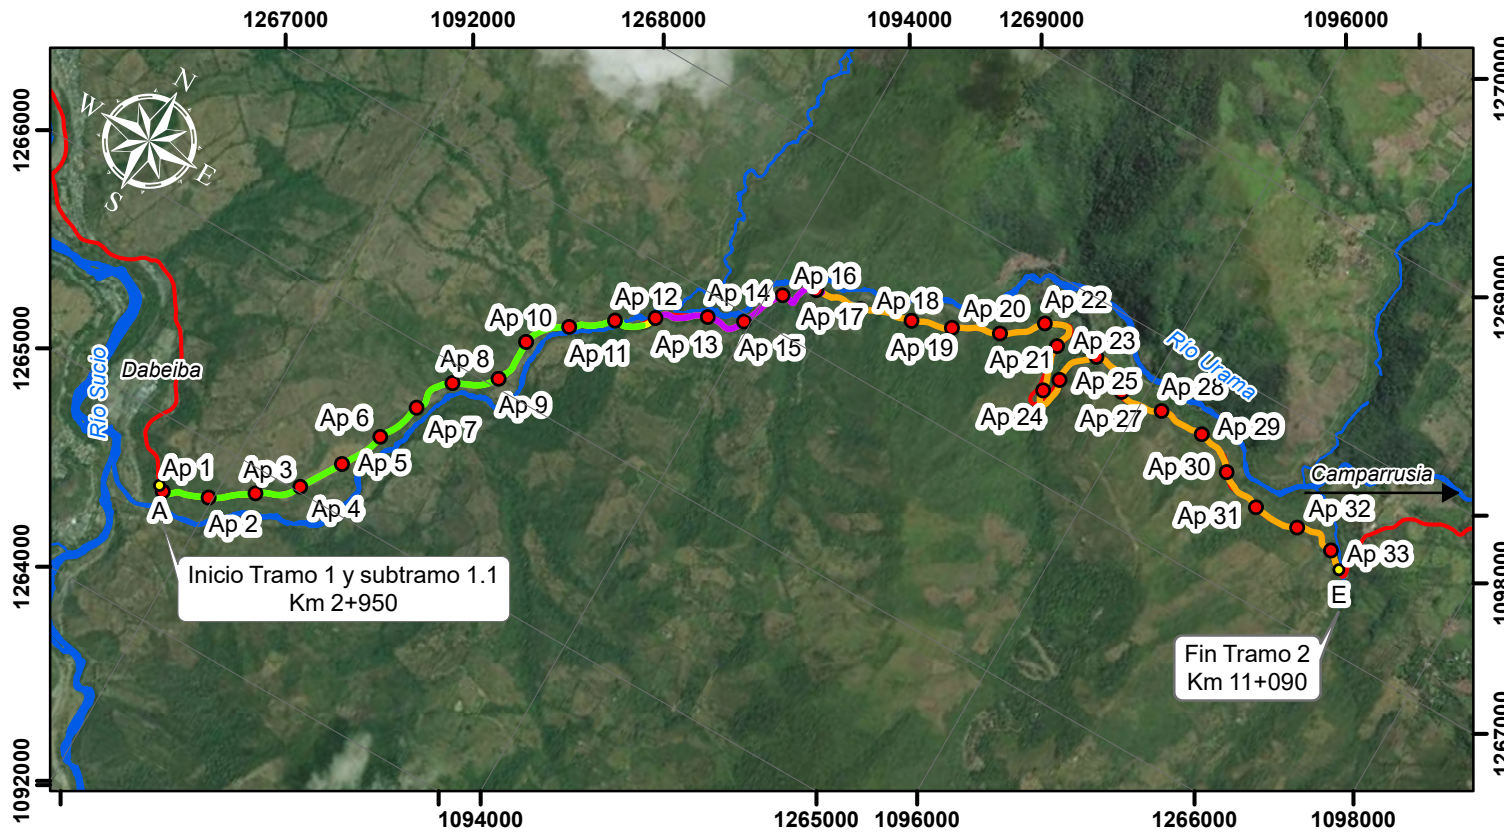 1267000
1092000
1268000
1094000
1269000
1096000
1270000
N
W
E
S
1266000
1265000
1264000
1092000
Río Sucio
Dabeiba
Ap 1
A
Ap 2
Ap 3
Ap 4
Ap 5
Ap 6
Ap 7
Ap 8
Ap 9
Ap 10
Ap 11
Ap 12
Ap 13
Ap 14
Ap 15
Ap 16
Ap 17
Ap 18
Ap 19
Ap 20
Ap 21
Ap 22
Ap 23
Ap 24
Ap 25
Ap 27
Ap 28
Ap 29
Ap 30
Ap 31
Ap 32
Ap 33
E
Río Urama
Camparrusia
Inicio Tramo 1 y subtramo 1.1
Km 2+950
Fin Tramo 2
Km 11+090
1268000
1098000
1267000
1094000
1265000
1096000
1266000
1098000